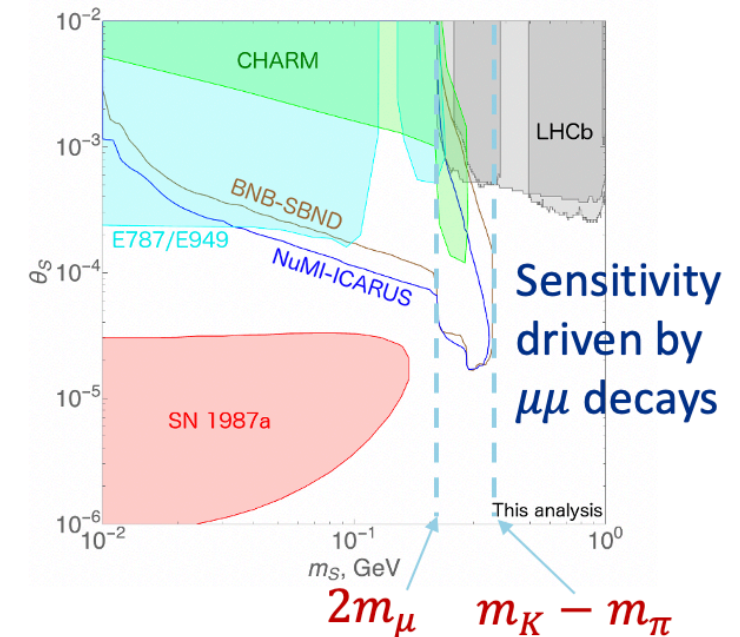 10⁻²
CHARM
LHCb
10⁻³
BNB-SBND
E787/E949
θ_S
10⁻⁴
NuMI-ICARUS
Sensitivity
driven by
μμ decays
10⁻⁵
SN 1987a
This analysis
10⁻⁶
10⁻²
10⁻¹
10⁰
m_S, GeV
2m_μ
m_K − m_π